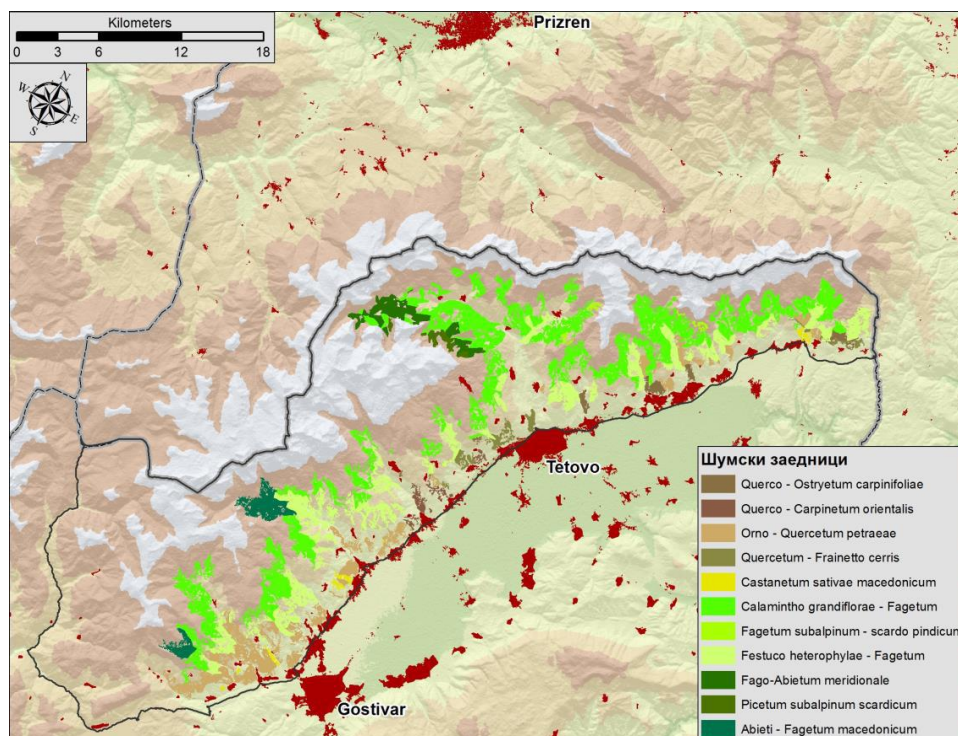 Kilometers
0 3 6 12 18
N
W
E
S
Prizren
Tetovo
Gostivar
Шумски заедници
Querco - Ostryetum carpinifoliae
Querco - Carpinetum orientalis
Orno - Quercetum petraeae
Quercetum - Frainetto cerris
Castanetum sativae macedonicum
Calamintho grandiflorae - Fagetum
Fagetum subalpinum - scardo pindicum
Festuco heterophylae - Fagetum
Fago-Abietum meridionale
Picetum subalpinum scardicum
Abieti - Fagetum macedonicum